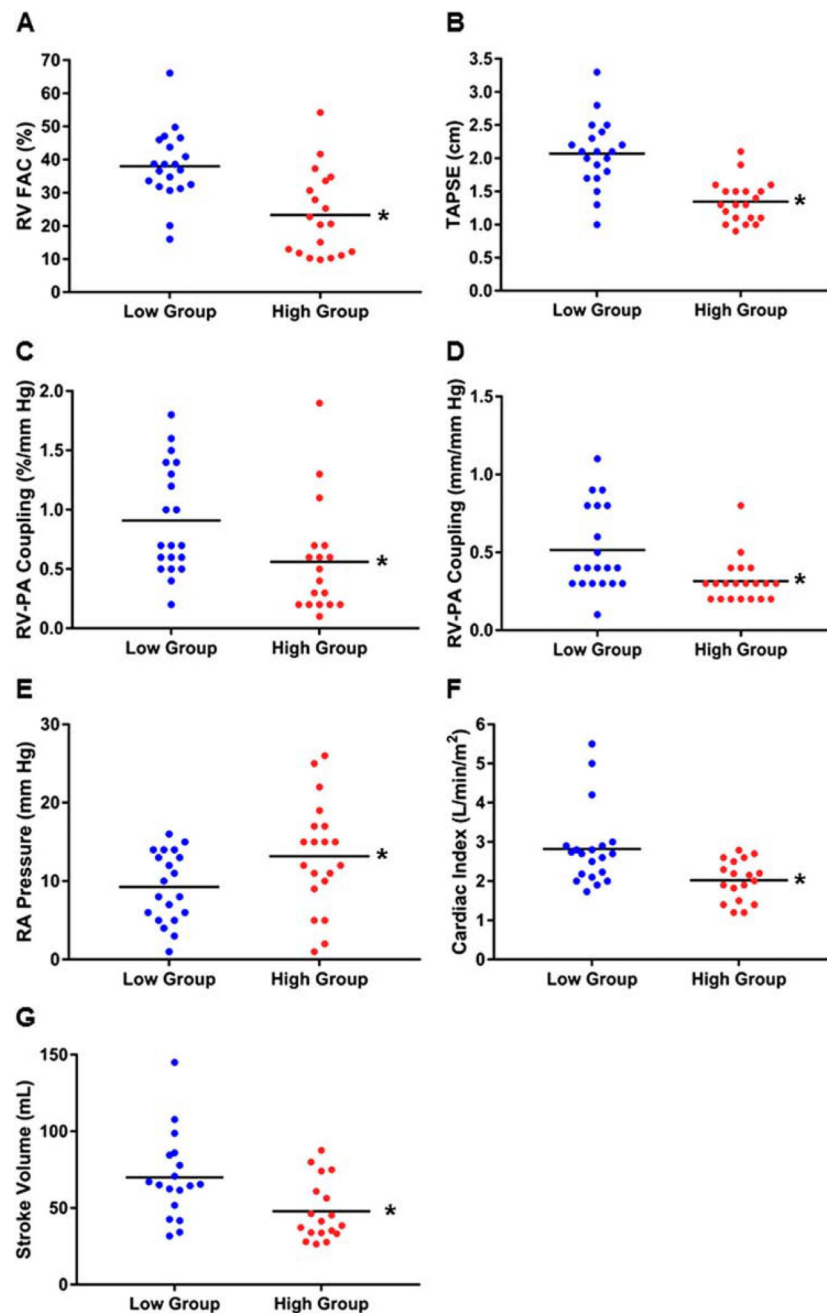 A
RV FAC (%)
70
60
50
40
30
20
10
0
Low Group
High Group
*
B
TAPSE (cm)
3.5
3.0
2.5
2.0
1.5
1.0
0.5
0.0
Low Group
High Group
*
C
RV-PA Coupling (%/mm Hg)
2.0
1.5
1.0
0.5
0.0
Low Group
High Group
*
D
RV-PA Coupling (mm/mm Hg)
1.5
1.0
0.5
0.0
Low Group
High Group
*
E
RA Pressure (mm Hg)
30
20
10
0
Low Group
High Group
*
F
Cardiac Index (L/min/m²)
6
5
4
3
2
1
0
Low Group
High Group
*
G
Stroke Volume (mL)
150
100
50
0
Low Group
High Group
*